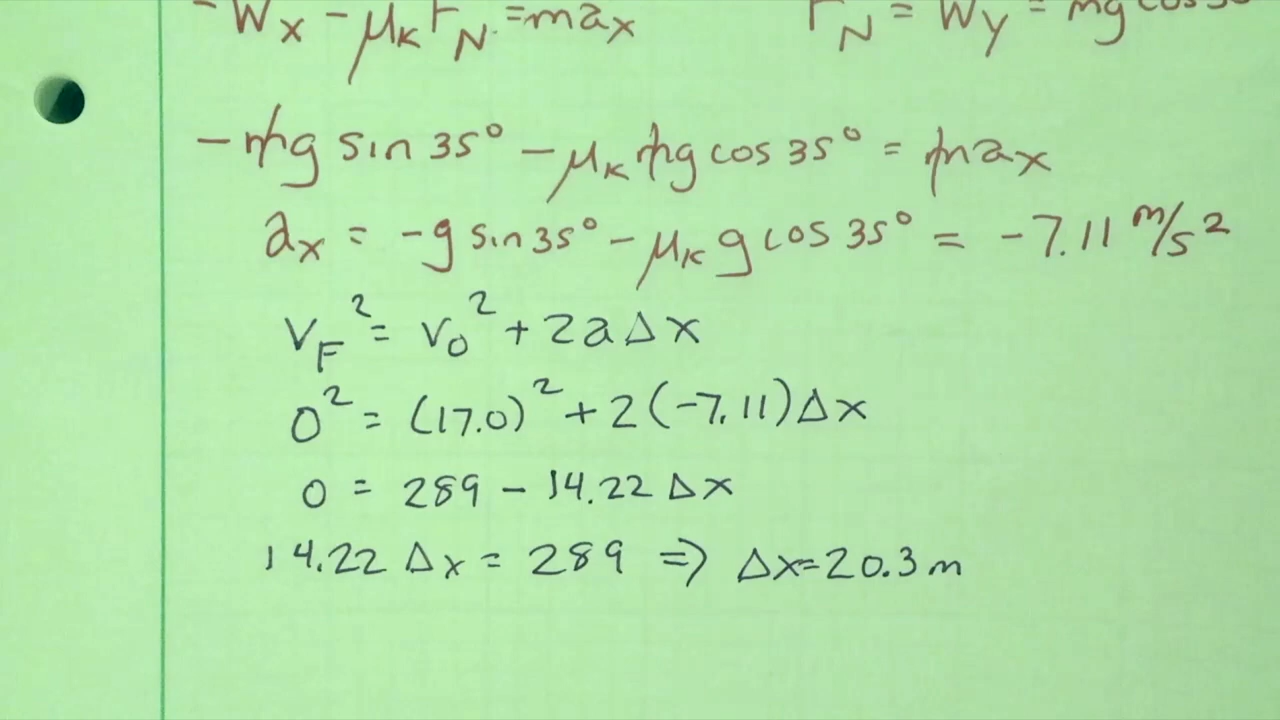 -Wx - μK FN = max FN = Wy = mg cos 35
-mg sin 35° - μK mg cos 35° = max
ax = -g sin 35° - μK g cos 35° = -7.11 m/s²
VF² = V0² + 2aΔx
0² = (17.0)² + 2(-7.11)Δx
0 = 289 - 14.22 Δx
14.22 Δx = 289 ⇒ Δx=20.3m